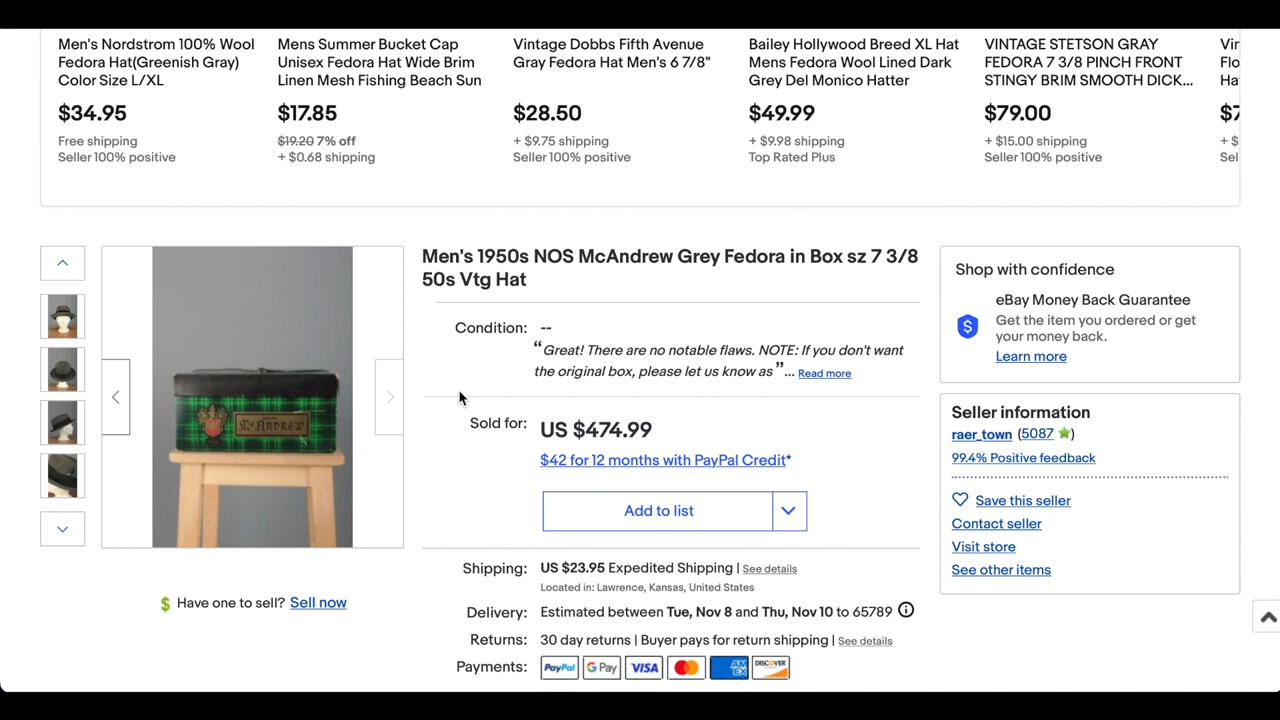 Men's Nordstrom 100% Wool
Fedora Hat(Greenish Gray)
Color Size L/XL
$34.95
Free shipping
Seller 100% positive
Mens Summer Bucket Cap
Unisex Fedora Hat Wide Brim
Linen Mesh Fishing Beach Sun
$17.85
$19.20 7% off
+ $0.68 shipping
Vintage Dobbs Fifth Avenue
Gray Fedora Hat Men's 6 7/8"
$28.50
+ $9.75 shipping
Seller 100% positive
Bailey Hollywood Breed XL Hat
Mens Fedora Wool Lined Dark
Grey Del Monico Hatter
$49.99
+ $9.98 shipping
Top Rated Plus
VINTAGE STETSON GRAY
FEDORA 7 3/8 PINCH FRONT
STINGY BRIM SMOOTH DICK...
$79.00
+ $15.00 shipping
Seller 100% positive
McANDREW
Have one to sell? Sell now
Men's 1950s NOS McAndrew Grey Fedora in Box sz 7 3/8
50s Vtg Hat
Condition: --
“Great! There are no notable flaws. NOTE: If you don't want
the original box, please let us know as ”... Read more
Sold for: US $474.99
$42 for 12 months with PayPal Credit*
Add to list
Shipping: US $23.95 Expedited Shipping | See details
Located in: Lawrence, Kansas, United States
Delivery: Estimated between Tue, Nov 8 and Thu, Nov 10 to 65789
Returns: 30 day returns | Buyer pays for return shipping | See details
Payments: PayPal G Pay VISA AM EX DISCOVER
Shop with confidence
eBay Money Back Guarantee
Get the item you ordered or get
your money back.
Learn more
Seller information
raer_town (5087)
99.4% Positive feedback
Save this seller
Contact seller
Visit store
See other items